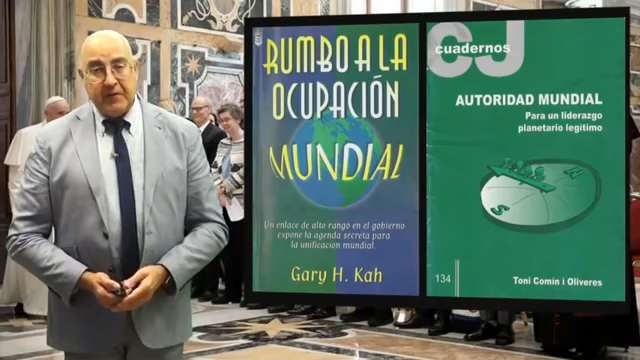 RUMBO A LA
OCUPACIÓN
MUNDIAL
Un enlace de alto rango en el gobierno
expone la agenda secreta para
la unificación mundial.
Gary H. Kah
CJ
cuadernos
AUTORIDAD MUNDIAL
Para un liderazgo
planetario legítimo
N
S
134
Toni Comín i Oliveres